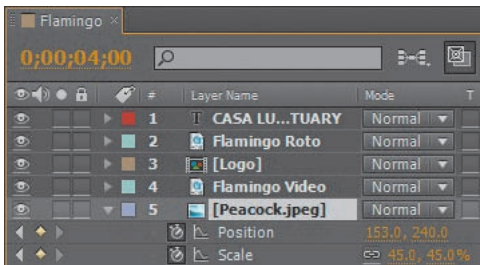 Flamingo ×
0;00;04;00
# Layer Name Mode T
1 T CASA LU...TUARY Normal
2 Flamingo Roto Normal
3 [Logo] Normal
4 Flamingo Video Normal
5 [Peacock.jpeg] Normal
Position 153.0, 240.0
Scale 45.0, 45.0%